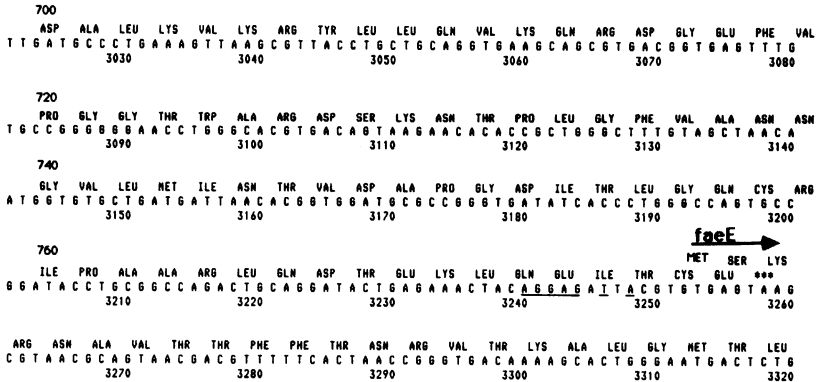 700
ASP ALA LEU LYS VAL LYS ARG TYR LEU LEU GLN VAL LYS GLN ARG ASP GLY GLU PHE VAL
T T G A T G C C C T G A A A G T T A A G C G T T A C C T G C T G C A G G T G A A G C A G C G T G A C G G T G A G T T T G
3030 3040 3050 3060 3070 3080
720
PRO GLY GLY THR TRP ALA ARG ASP SER LYS ASN THR PRO LEU GLY PHE VAL ALA ASN ASN
T G C C G G G G G G A A C C T G G G C A C G T G A C A G T A A G A A C A C A C C G C T G G G C T T T G T A G C T A A C A
3090 3100 3110 3120 3130 3140
740
GLY VAL LEU MET ILE ASN THR VAL ASP ALA PRO GLY ASP ILE THR LEU GLY GLN CYS ARG
A T G G T G T G C T G A T G A T T A A C A C G G T G G A T G C G C C G G G T G A T A T C A C C C T G G G C C A G T G C C
3150 3160 3170 3180 3190 3200
760
faeE
MET SER LYS
ILE PRO ALA ALA ARG LEU GLN ASP THR GLU LYS LEU GLN GLU ILE THR CYS GLU ***
G G A T A C C T G C G G C C A G A C T G C A G G A T A C T G A G A A A C T A C A G G A G A T T A C G T G T G A G T A A G
3210 3220 3230 3240 3250 3260
ARG ASN ALA VAL THR THR PHE PHE THR ASN ARG VAL THR LYS ALA LEU GLY MET THR LEU
C G T A A C G C A G T A A C G A C G T T T T T C A C T A A C C G G G T G A C A A A A G C A C T G G G A A T G A C T C T G
3270 3280 3290 3300 3310 3320